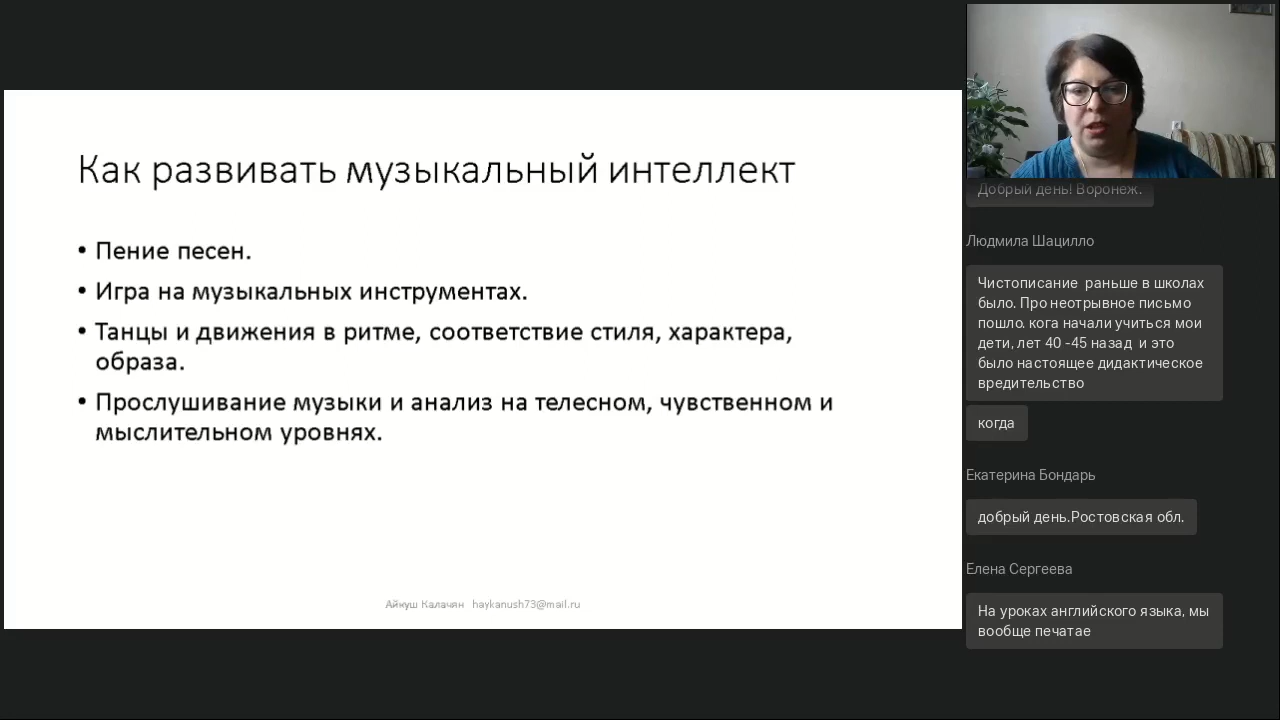 Как развивать музыкальный интеллект
• Пение песен.
• Игра на музыкальных инструментах.
• Танцы и движения в ритме, соответствие стиля, характера,
образа.
• Прослушивание музыки и анализ на телесном, чувственном и
мыслительном уровнях.
Айкуш Калачян haykanush73@mail.ru
Добрый день! Воронеж.
Людмила Шацилло
Чистописание раньше в школах
было. Про неотрывное письмо
пошло. кога начали учиться мои
дети, лет 40 -45 назад и это
было настоящее дидактическое
вредительство
когда
Екатерина Бондарь
добрый день.Ростовская обл.
Елена Сергеева
На уроках английского языка, мы
вообще печатае